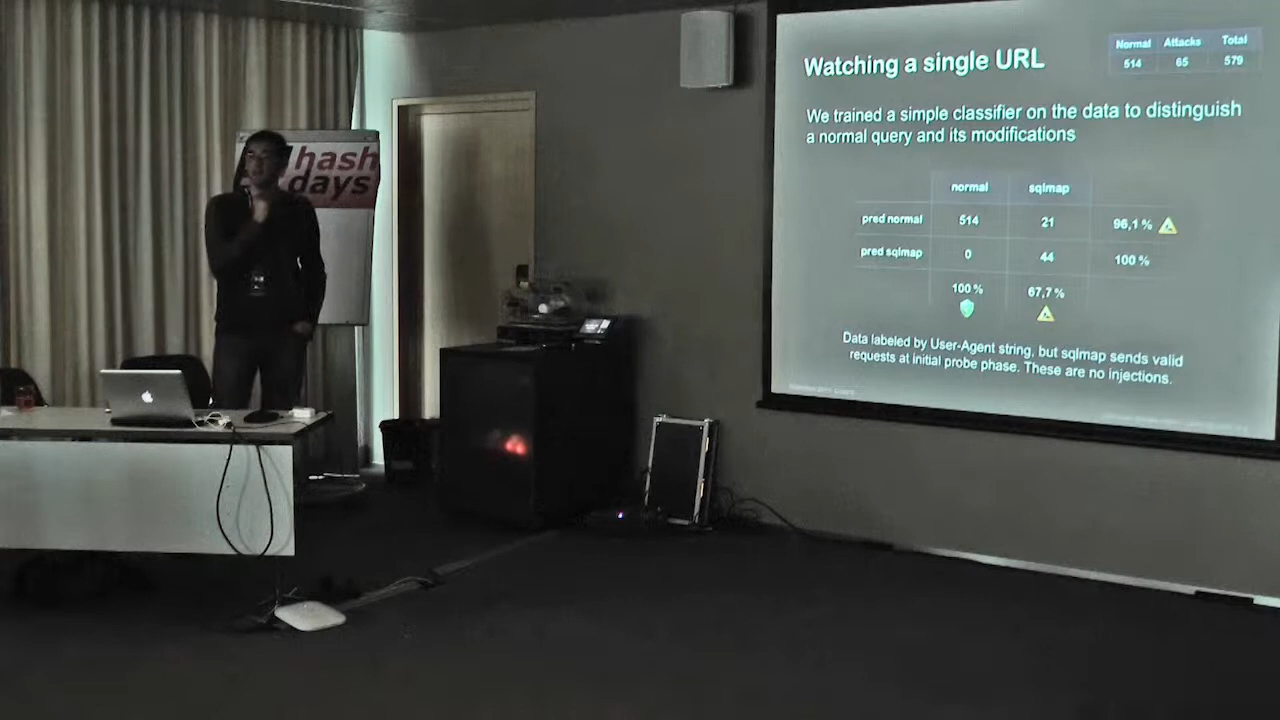 hash
days
Watching a single URL
Normal Attacks Total
514 65 579
We trained a simple classifier on the data to distinguish
a normal query and its modifications
normal sqlmap
pred normal 514 21 96,1 %
pred sqlmap 0 44 100 %
100 % 67,7 %
Data labeled by User-Agent string, but sqlmap sends valid
requests at initial probe phase. These are no injections.